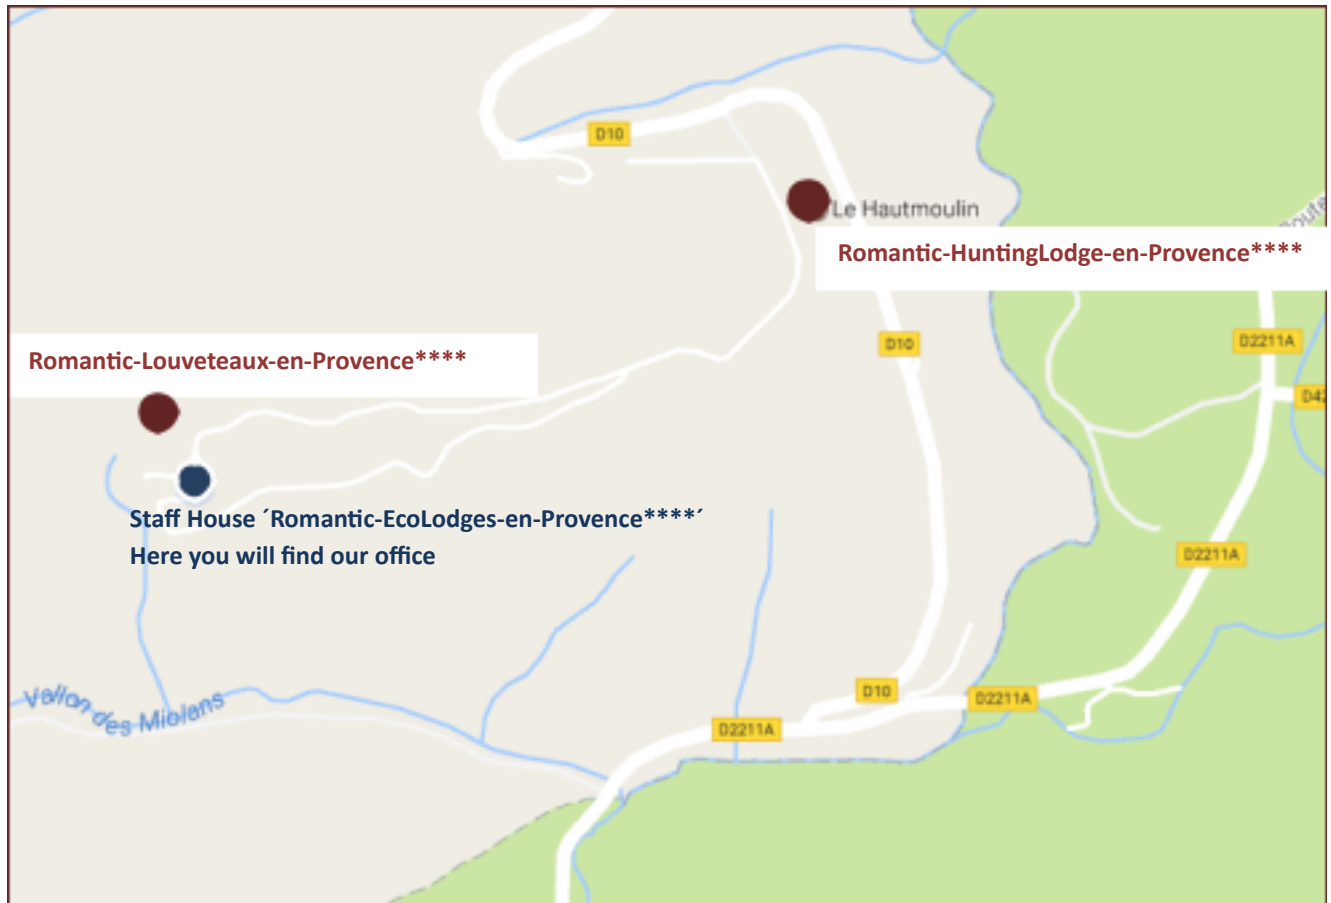 D10
Le Hautmoulin
Romantic-HuntingLodge-en-Provence****
D10
D2211A
Romantic-Louveteaux-en-Provence****
Staff House ´Romantic-EcoLodges-en-Provence****´
Here you will find our office
D2211A
D10
D2211A
Vallon des Miolans
D2211A